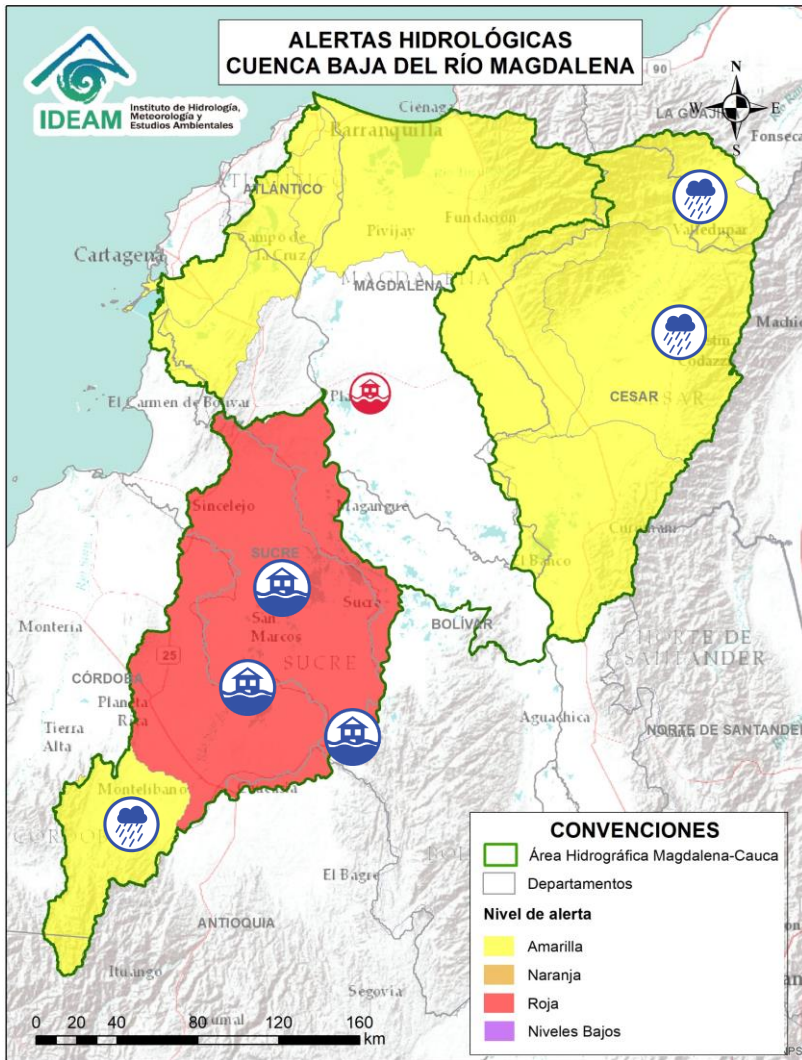 ALERTAS HIDROLÓGICAS
CUENCA BAJA DEL RÍO MAGDALENA
IDEAM
Instituto de Hidrología,
Meteorología y
Estudios Ambientales
N
W
E
S
90
Ciénaga
LA GUAJIRA
Fonseca
Barranquilla
ATLÁNTICO
Valledupar
Pivijay
Fundación
Campo de
la Cruz
Cartagena
MAGDALENA
MAGDALENA
Codazzi
El Carmen de Bolívar
CESAR
Sincelejo
Magangué
SUCRE
El Banco
Sucre
San
Marcos
BOLÍVAR
Montería
25
SUCRE
NORTE DE
SANTANDER
CÓRDOBA
Planeta
Rica
Aguachica
Tierra
Alta
NORTE DE SANTANDER
Montelíbano
El Bagre
ANTIOQUIA
Ituango
Segovia
CONVENCIONES
Área Hidrográfica Magdalena-Cauca
Departamentos
Nivel de alerta
Amarilla
Naranja
Roja
Niveles Bajos
0 20 40 80 120 160
km